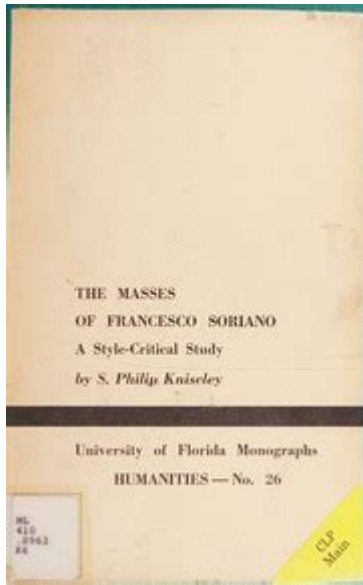 THE MASSES
OF FRANCESCO SORIANO
A Style-Critical Study
by S. Philip Kniseley
University of Florida Monographs
HUMANITIES — No. 26
ML
410
K6
CLP
Main